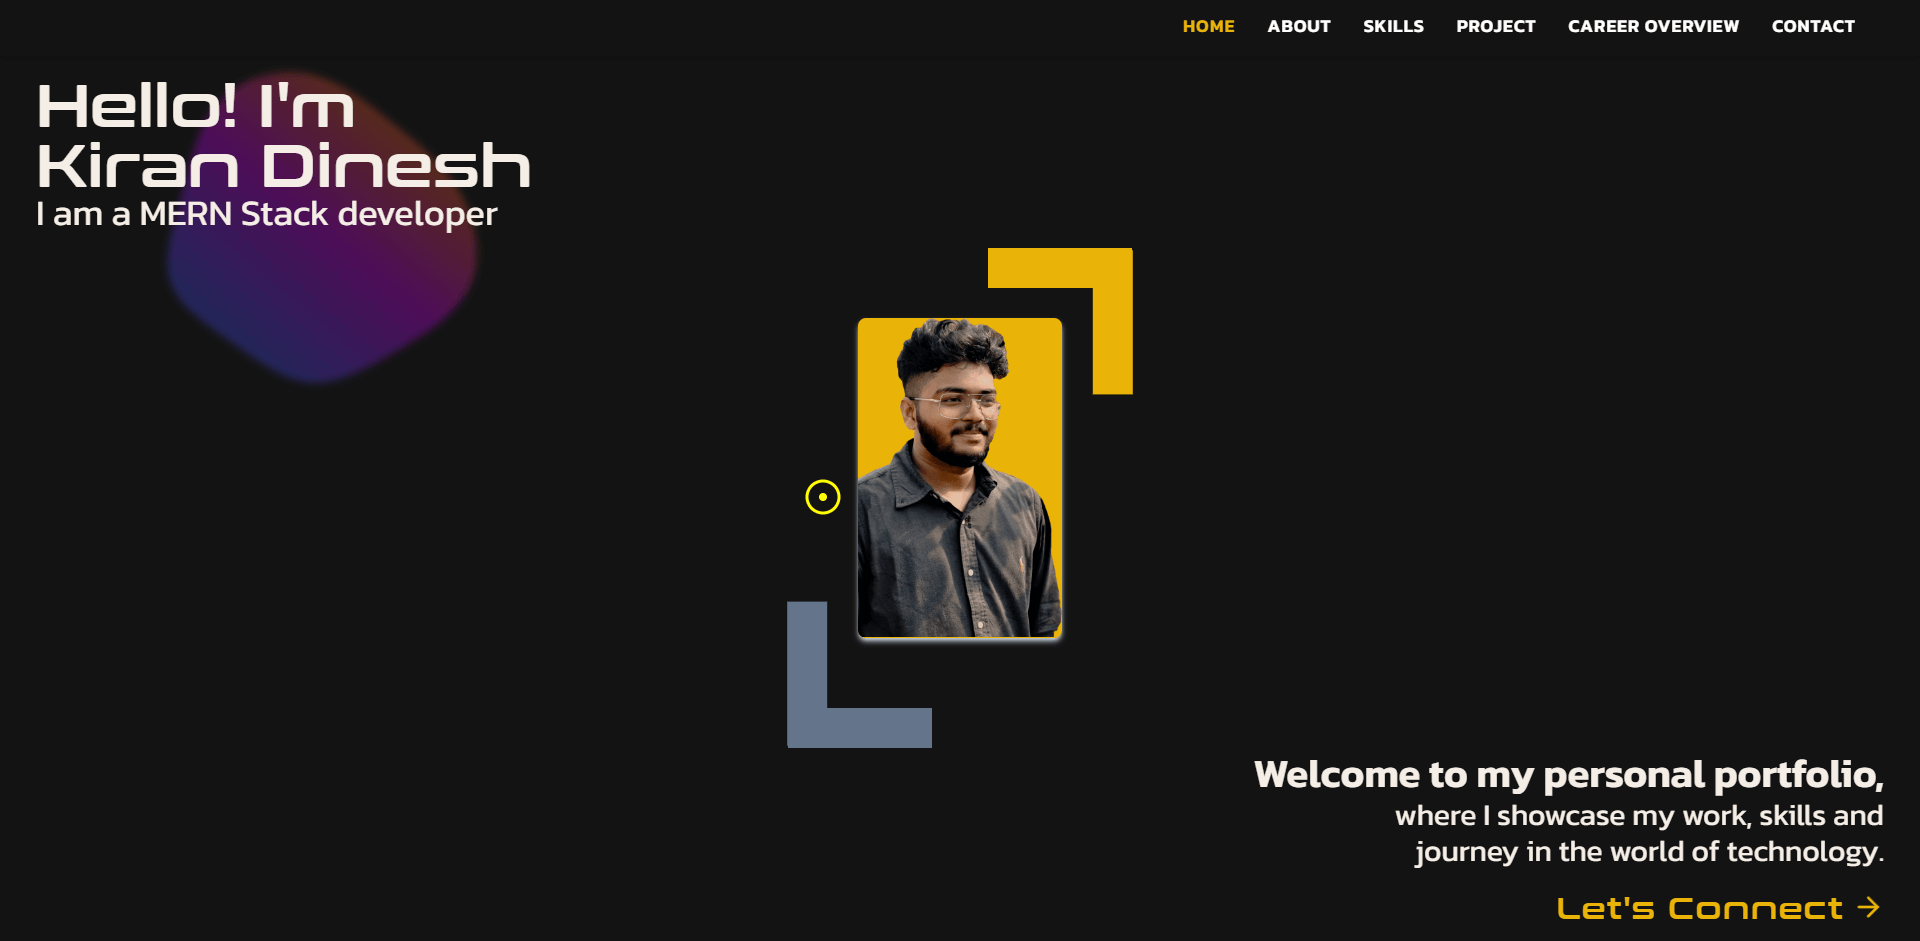 HOME ABOUT SKILLS PROJECT CAREER OVERVIEW CONTACT
Hello! I'm
Kiran Dinesh
I am a MERN Stack developer
Welcome to my personal portfolio,
where I showcase my work, skills and
journey in the world of technology.
Let's Connect →